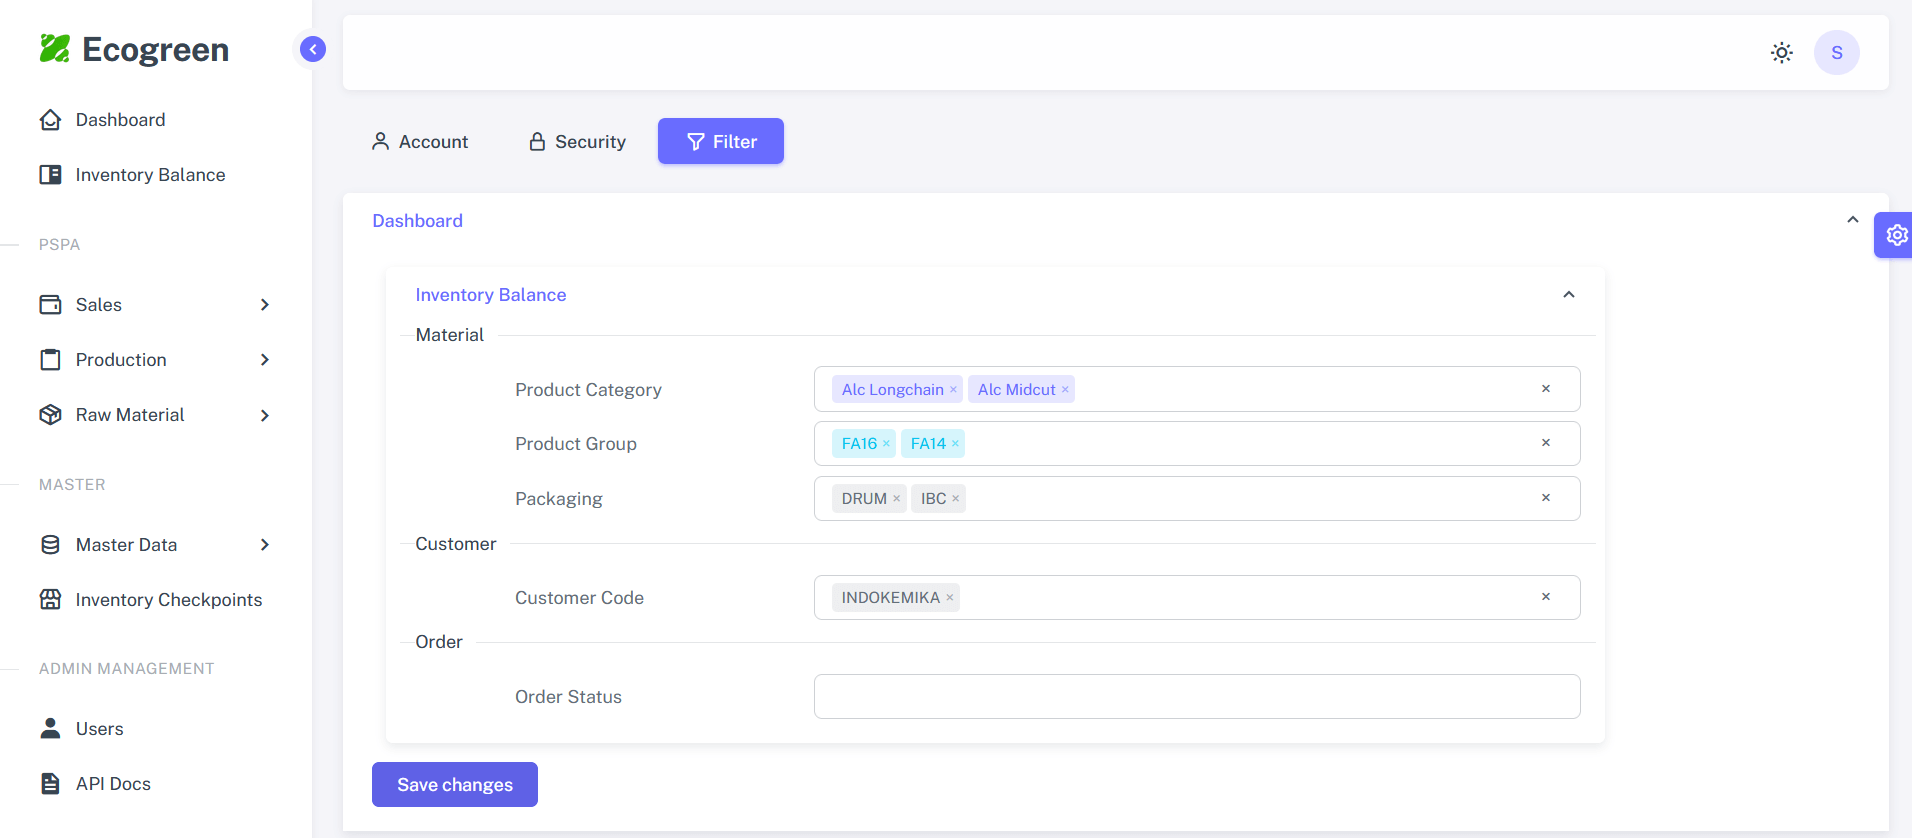 Ecogreen
Dashboard
Inventory Balance
PSPA
Sales
Production
Raw Material
MASTER
Master Data
Inventory Checkpoints
ADMIN MANAGEMENT
Users
API Docs
S
Account Security Filter
Dashboard
Inventory Balance
Material
Product Category Alc Longchain × Alc Midcut × ×
Product Group FA16 × FA14 × ×
Packaging DRUM × IBC × ×
Customer
Customer Code INDOKEMIKA × ×
Order
Order Status
Save changes